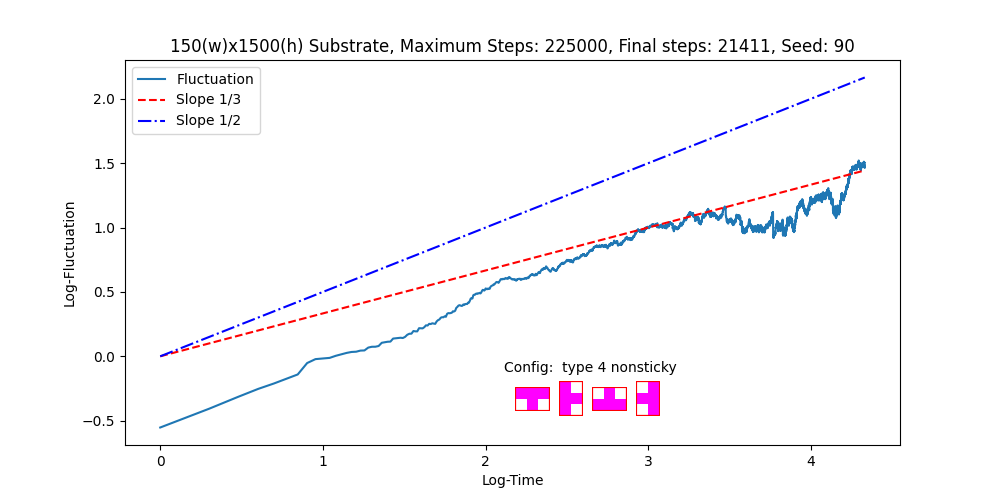 150(w)x1500(h) Substrate, Maximum Steps: 225000, Final steps: 21411, Seed: 90
Fluctuation
Slope 1/3
Slope 1/2
2.0
1.5
1.0
0.5
0.0
−0.5
Log-Fluctuation
Config:  type 4 nonsticky
0 1 2 3 4
Log-Time